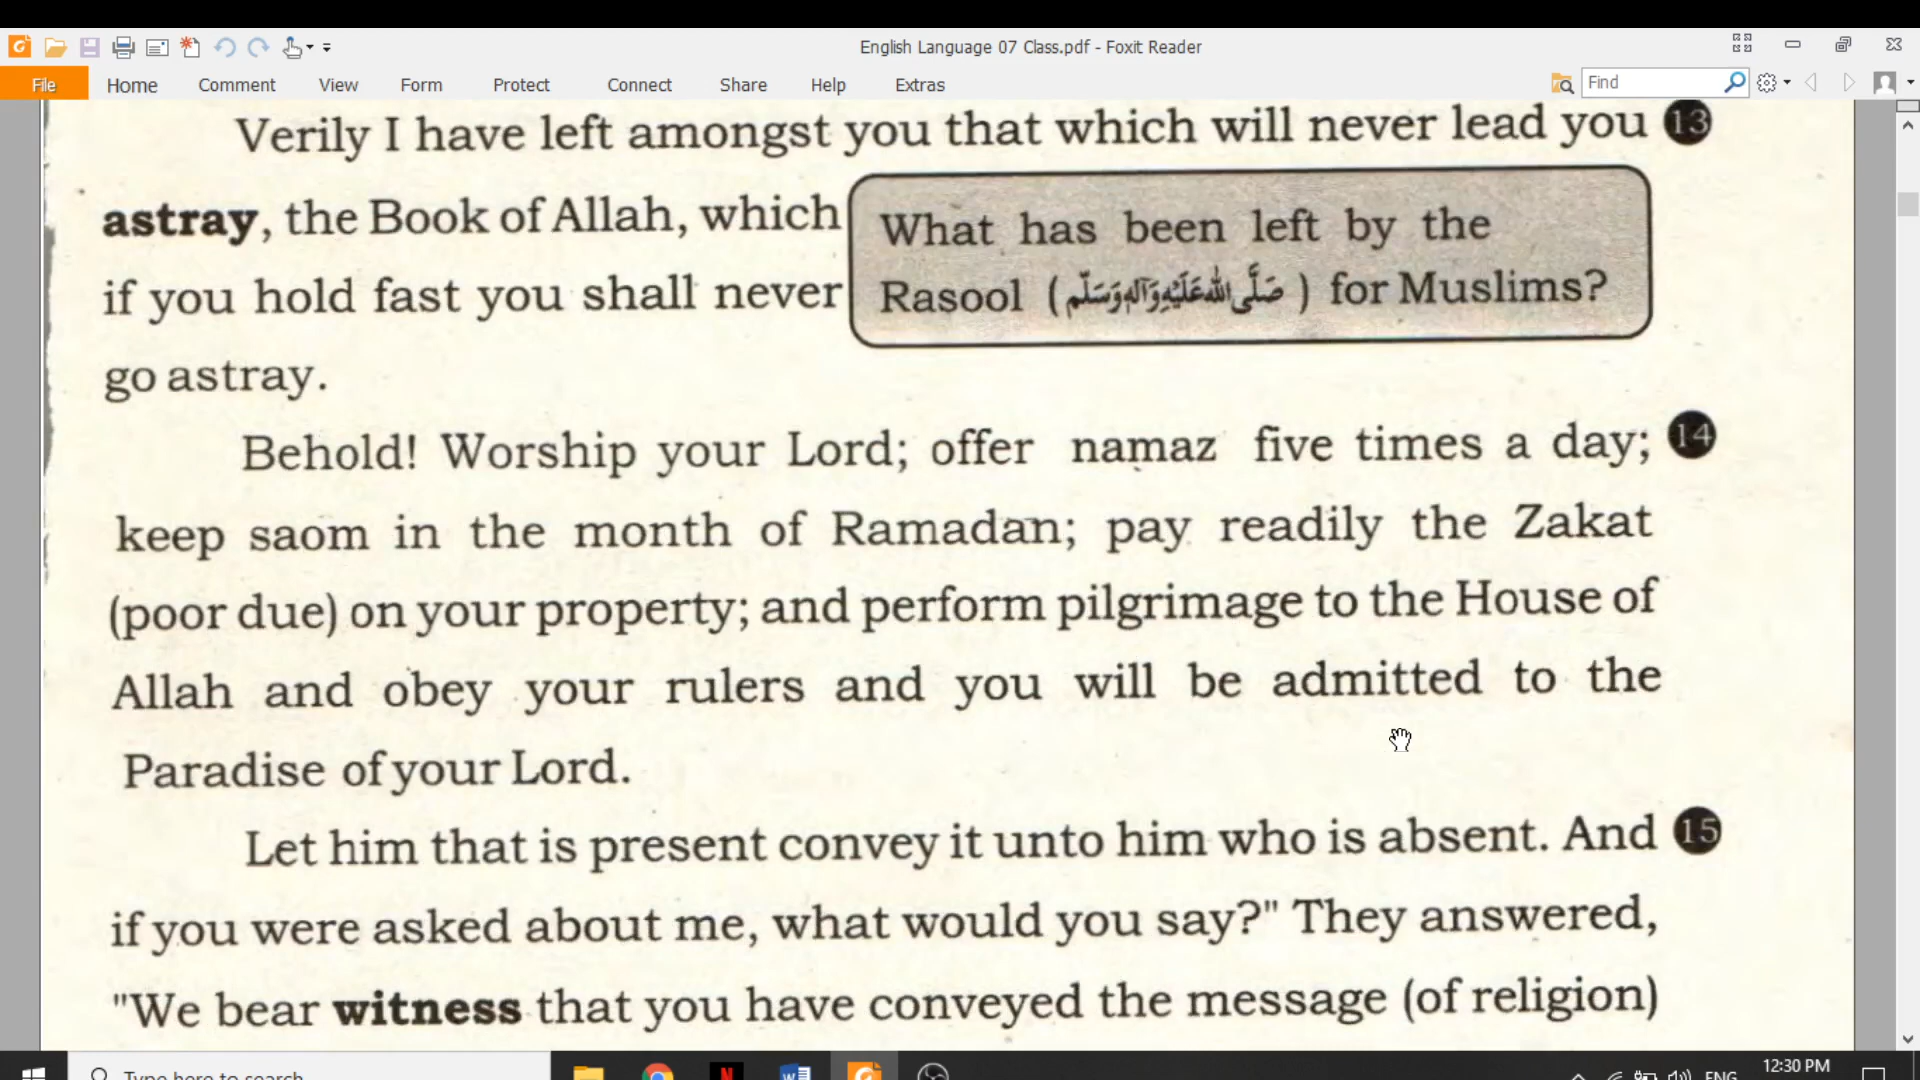 English Language 07 Class.pdf - Foxit Reader
File Home Comment View Form Protect Connect Share Help Extras Find
Verily I have left amongst you that which will never lead you 13
astray, the Book of Allah, which
if you hold fast you shall never
go astray.
What has been left by the
Rasool (صَلَّى اللهُ عَلَيْهِ وَآلِهٖ وَسَلَّم) for Muslims?
Behold! Worship your Lord; offer namaz five times a day; 14
keep saom in the month of Ramadan; pay readily the Zakat
(poor due) on your property; and perform pilgrimage to the House of
Allah and obey your rulers and you will be admitted to the
Paradise of your Lord.
Let him that is present convey it unto him who is absent. And 15
if you were asked about me, what would you say?" They answered,
"We bear witness that you have conveyed the message (of religion)
Type here to search
ENG
12:30 PM